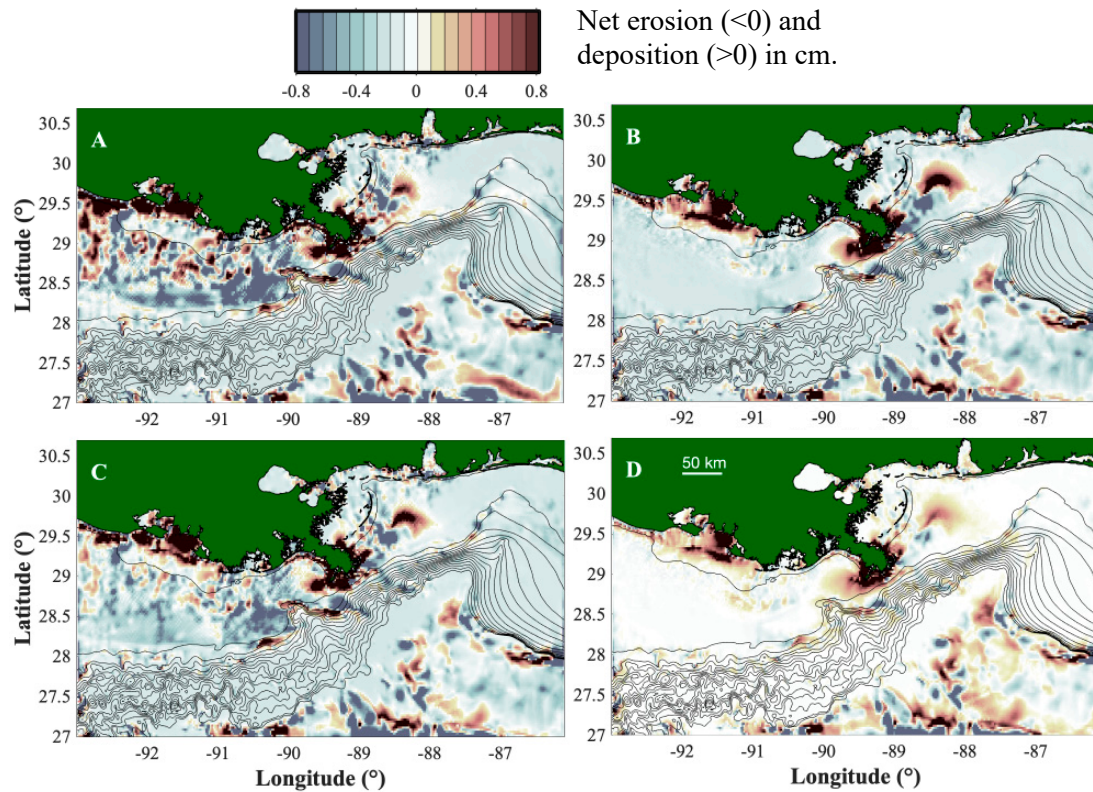 Net erosion (<0) and
deposition (>0) in cm.
-0.8 -0.4 0 0.4 0.8
A
B
30.5
30
29.5
29
28.5
28
27.5
27
Latitude (°)
-92 -91 -90 -89 -88 -87
30.5
30
29.5
29
28.5
28
27.5
27
-92 -91 -90 -89 -88 -87
C
D
50 km
30.5
30
29.5
29
28.5
28
27.5
27
Latitude (°)
-92 -91 -90 -89 -88 -87
Longitude (°)
30.5
30
29.5
29
28.5
28
27.5
27
-92 -91 -90 -89 -88 -87
Longitude (°)